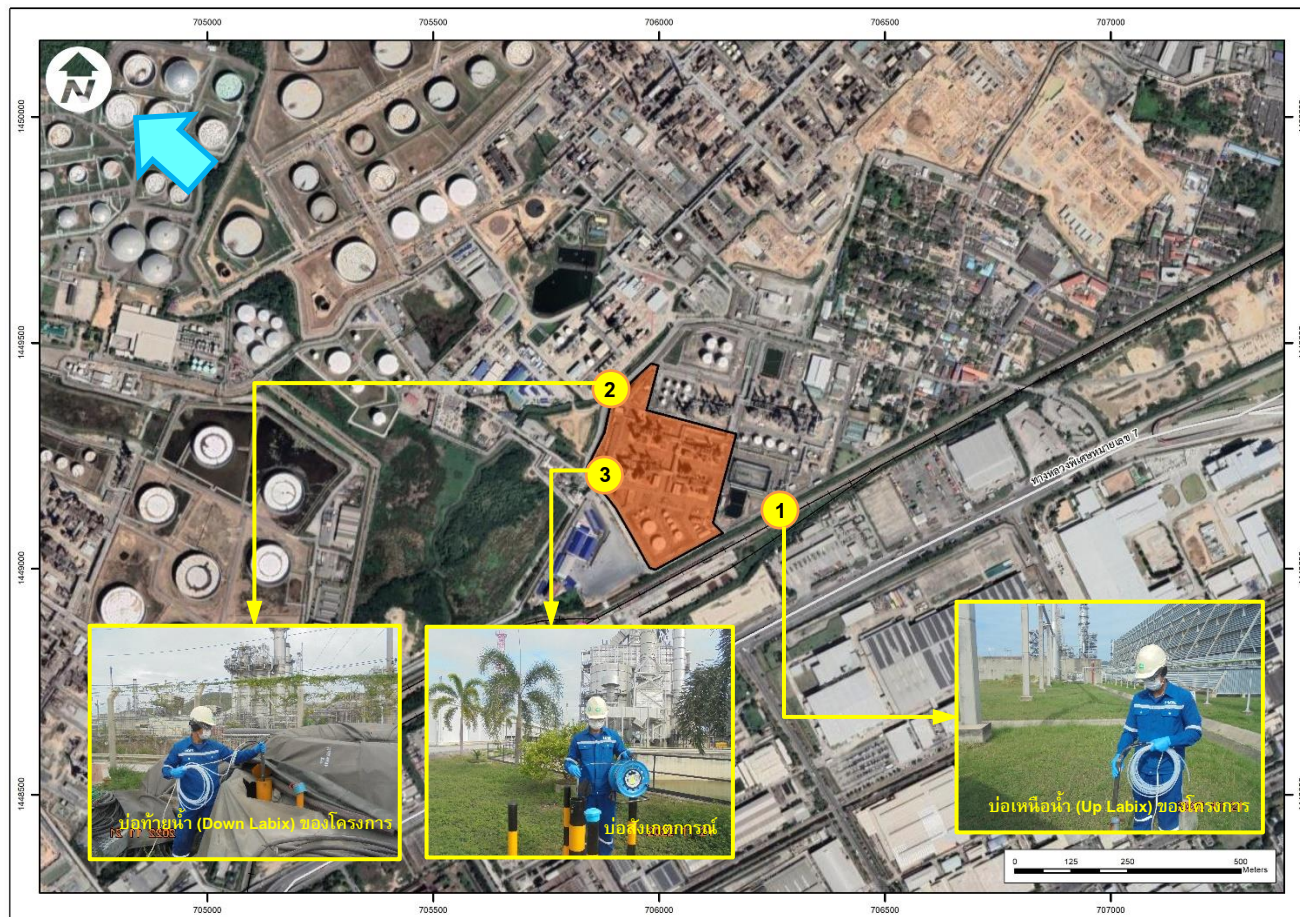 705000 705500 706000 706500 707000
N
1450000
1449500
1449000
1448500
2
3
1
ทางหลวงพิเศษหมายเลข 7
บ่อท้ายน้ำ (Down Labix) ของโครงการ
บ่อสังเกตการณ์
บ่อเหนือน้ำ (Up Labix) ของโครงการ
0 125 250 500
Meters
705000 705500 706000 706500 707000